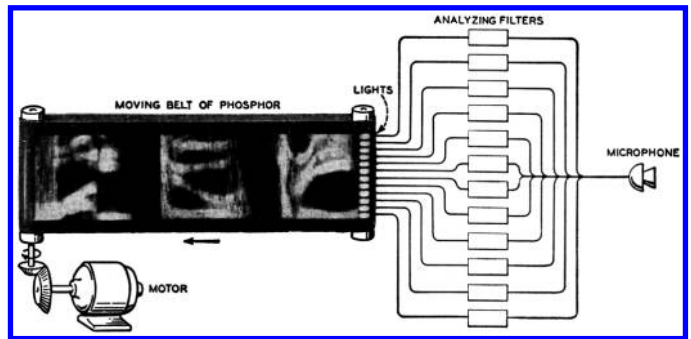 ANALYZING FILTERS
LIGHTS
MOVING BELT OF PHOSPHOR
MICROPHONE
MOTOR